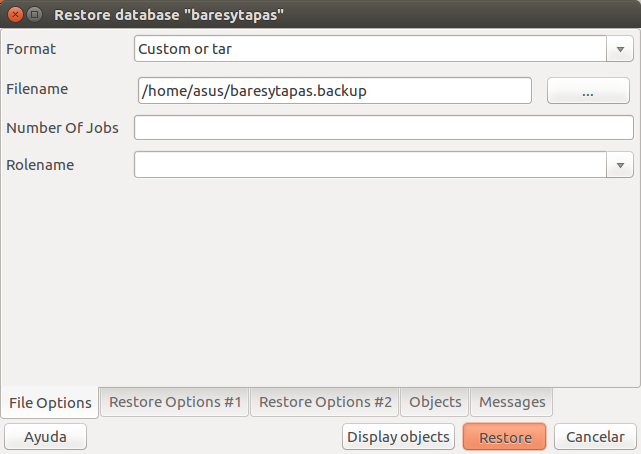 Restore database "baresytapas"
Format
Custom or tar
Filename
/home/asus/baresytapas.backup
...
Number Of Jobs
Rolename
File Options
Restore Options #1
Restore Options #2
Objects
Messages
Ayuda
Display objects
Restore
Cancelar